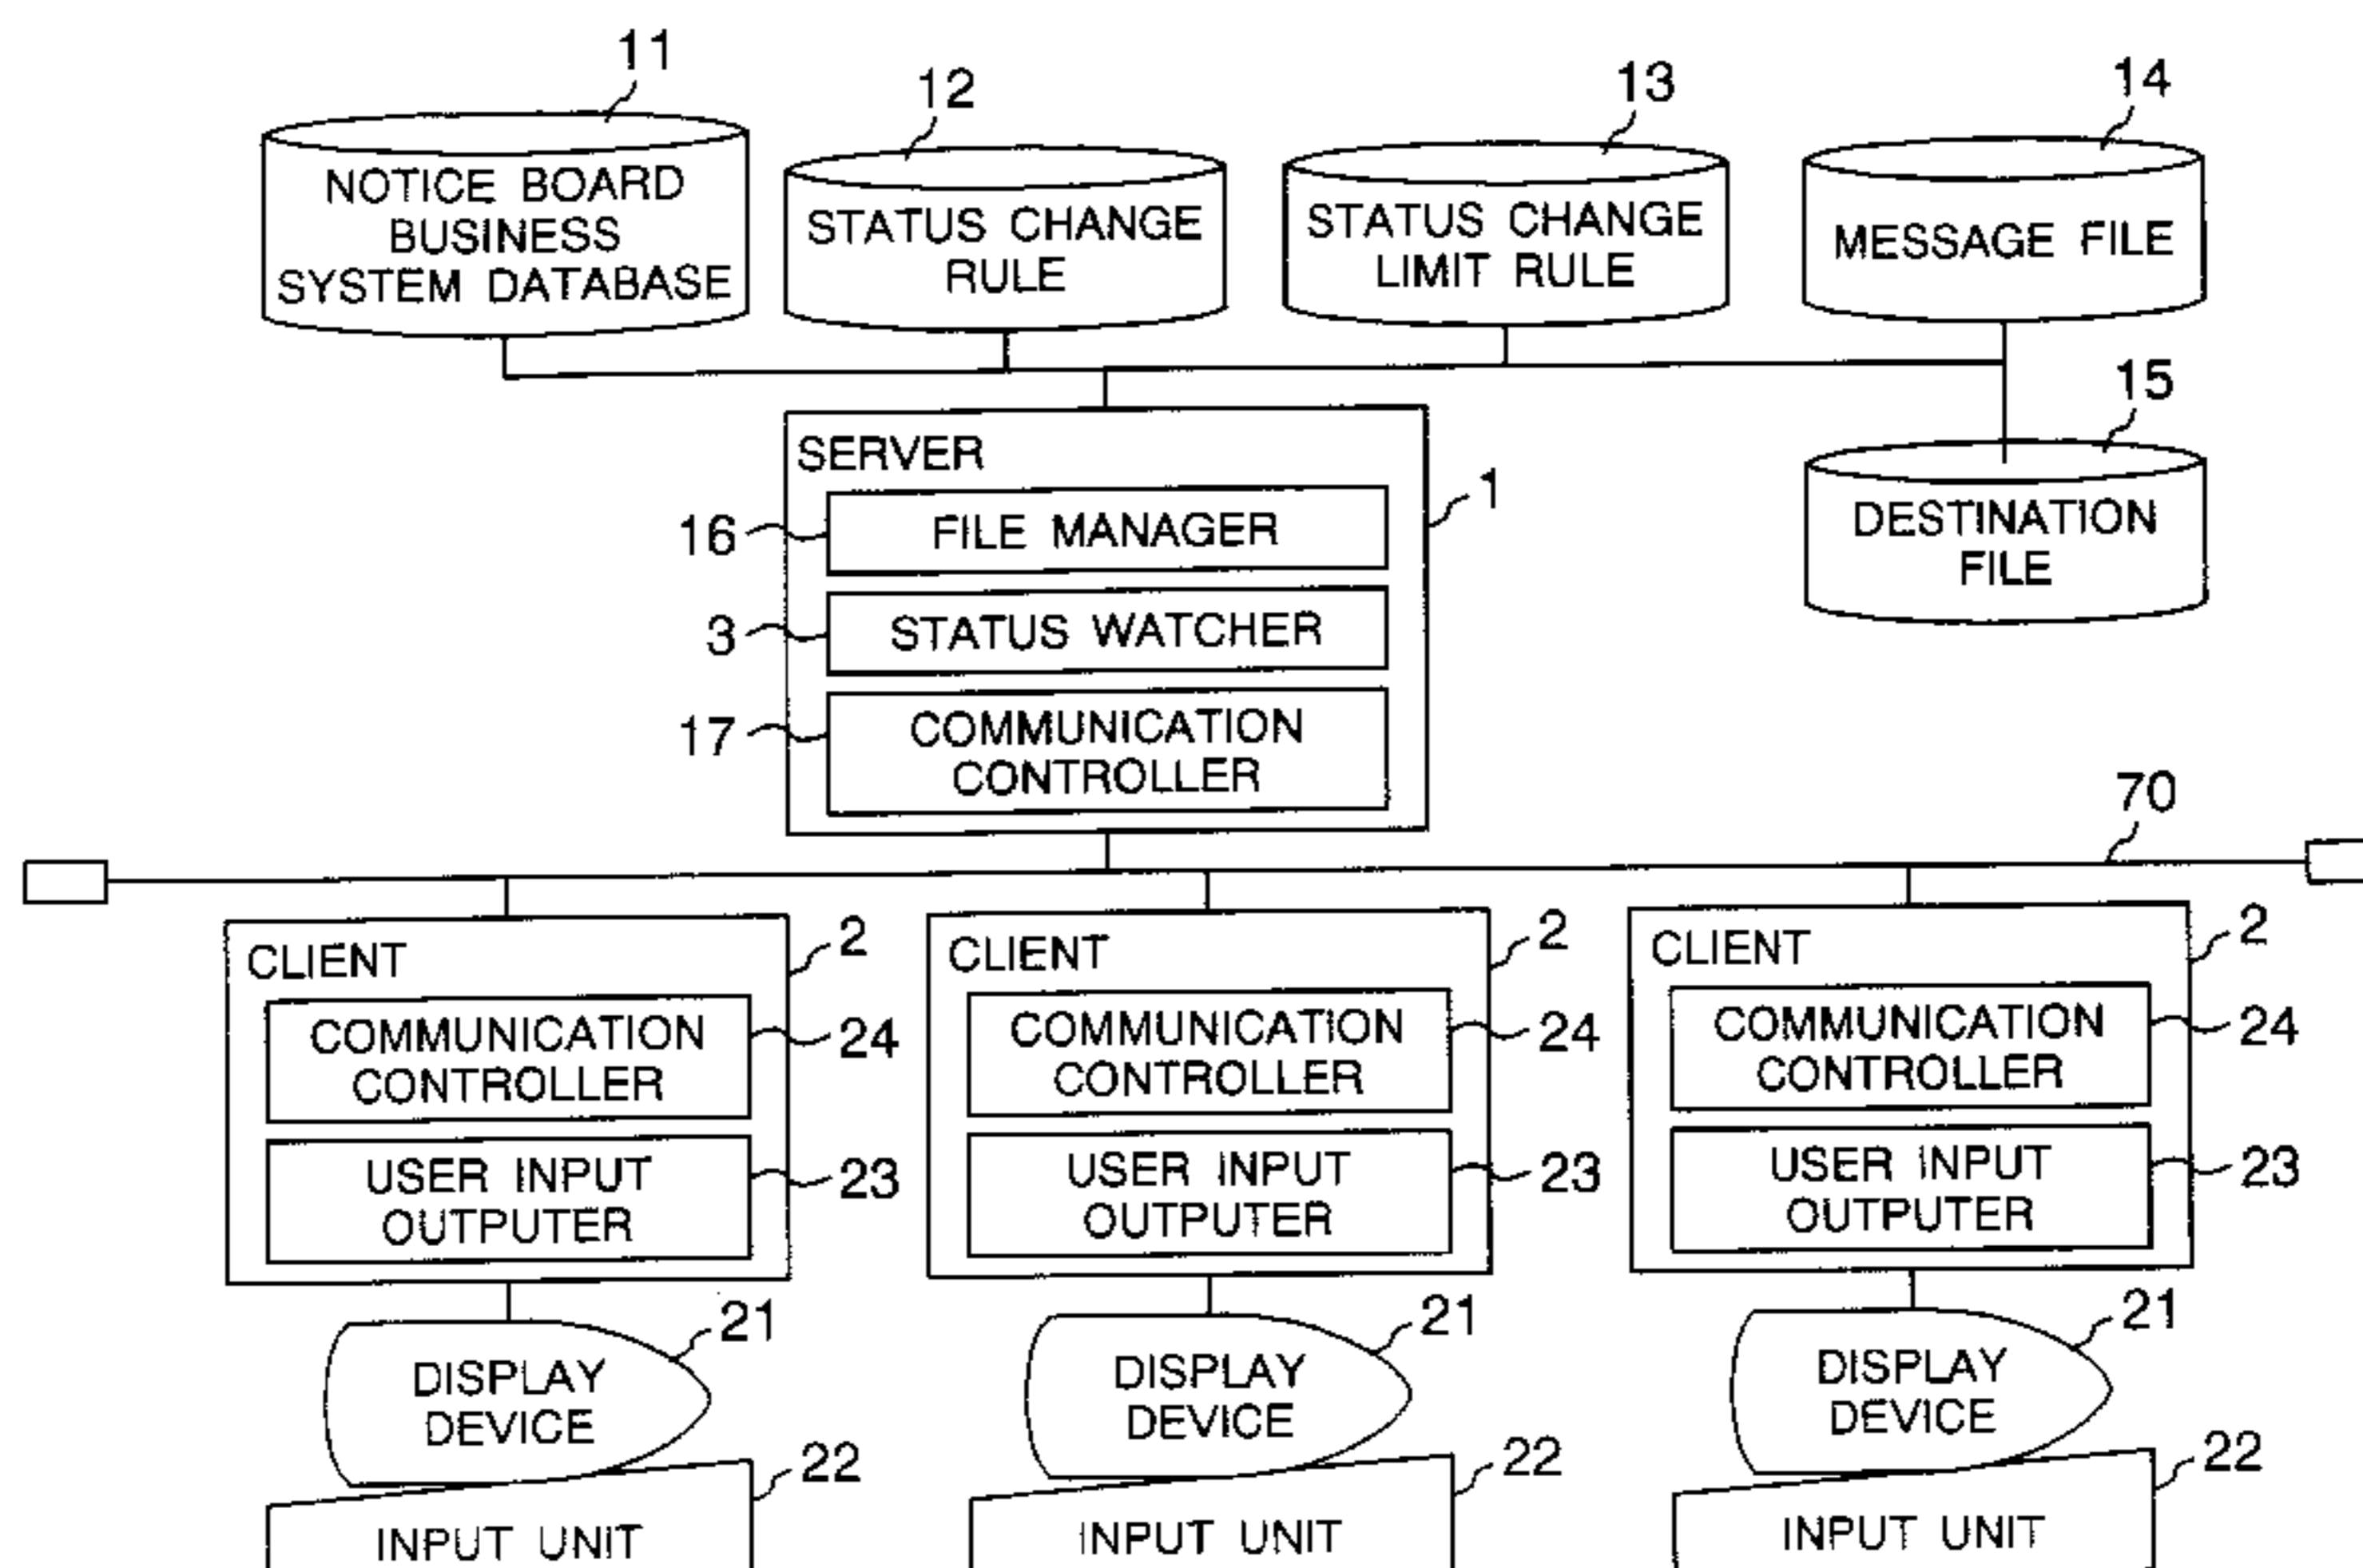 11
12
13
14
NOTICE BOARD
BUSINESS
SYSTEM DATABASE
STATUS CHANGE
RULE
STATUS CHANGE
LIMIT RULE
MESSAGE FILE
15
DESTINATION
FILE
SERVER
1
16
FILE MANAGER
3
STATUS WATCHER
17
COMMUNICATION
CONTROLLER
70
CLIENT
2
COMMUNICATION
CONTROLLER
24
USER INPUT
OUTPUTER
23
CLIENT
2
COMMUNICATION
CONTROLLER
24
USER INPUT
OUTPUTER
23
CLIENT
2
COMMUNICATION
CONTROLLER
24
USER INPUT
OUTPUTER
23
21
DISPLAY
DEVICE
22
INPUT UNIT
21
DISPLAY
DEVICE
22
INPUT UNIT
21
DISPLAY
DEVICE
22
INPUT UNIT